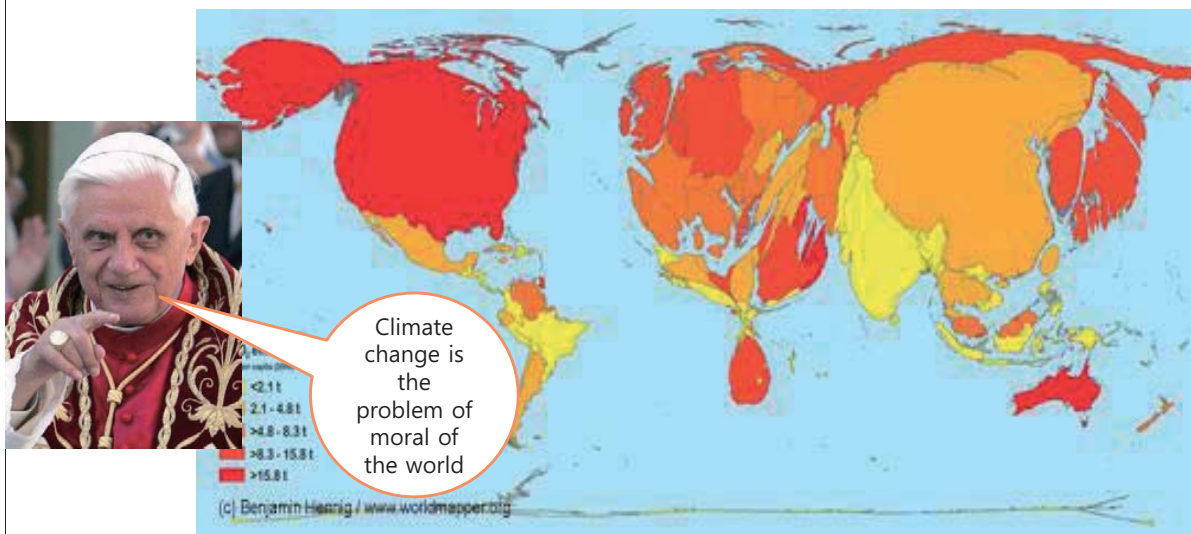 Climate
change is
the
problem of
moral of
the world
<2.1 t
2.1 - 4.8 t
>4.8 - 8.3 t
>8.3 - 15.8 t
>15.8 t
(c) Benjamin Hennig / www.worldmapper.org